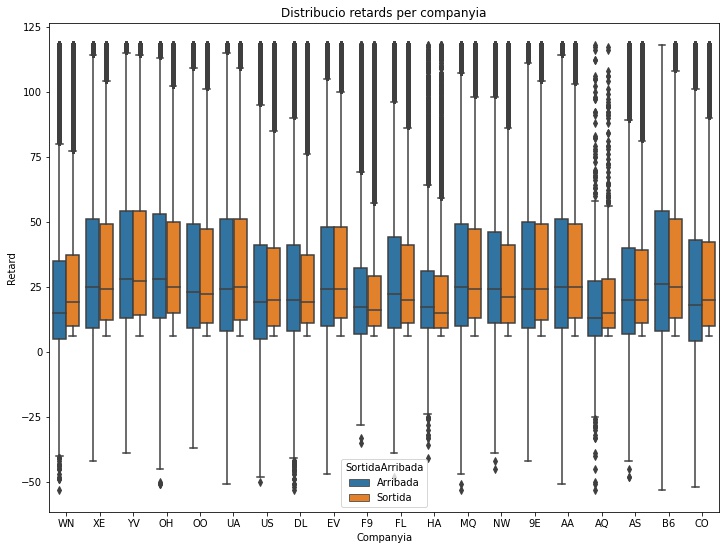 Distribucio retards per companyia
125
100
75
50
25
0
−25
−50
Retard
SortidaArribada
Arribada
Sortida
WN XE YV OH OO UA US DL EV F9 FL HA MQ NW 9E AA AQ AS B6 CO
Companyia